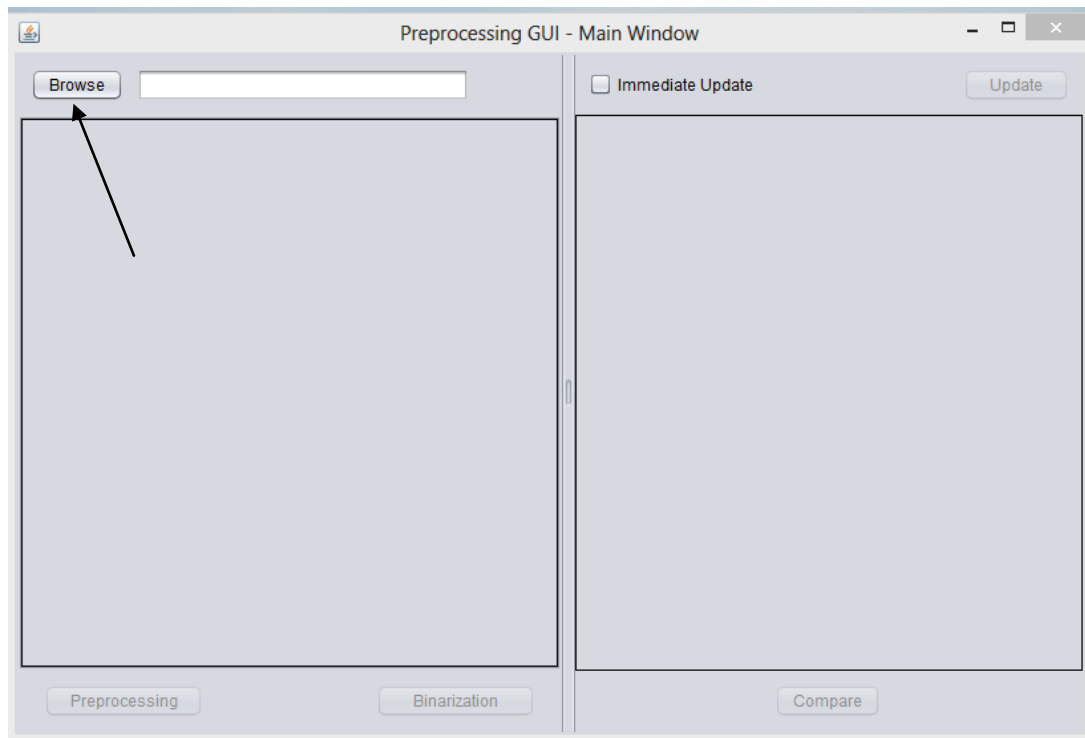 Preprocessing GUI - Main Window
Browse
Immediate Update
Update
Preprocessing
Binarization
Compare